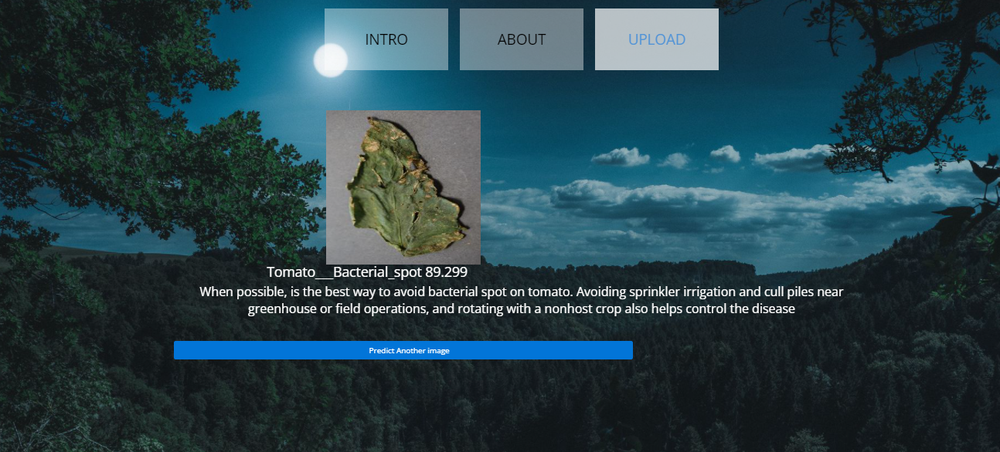 INTRO
ABOUT
UPLOAD
Tomato___Bacterial_spot 89.299
When possible, is the best way to avoid bacterial spot on tomato. Avoiding sprinkler irrigation and cull piles near
greenhouse or field operations, and rotating with a nonhost crop also helps control the disease
Predict Another image